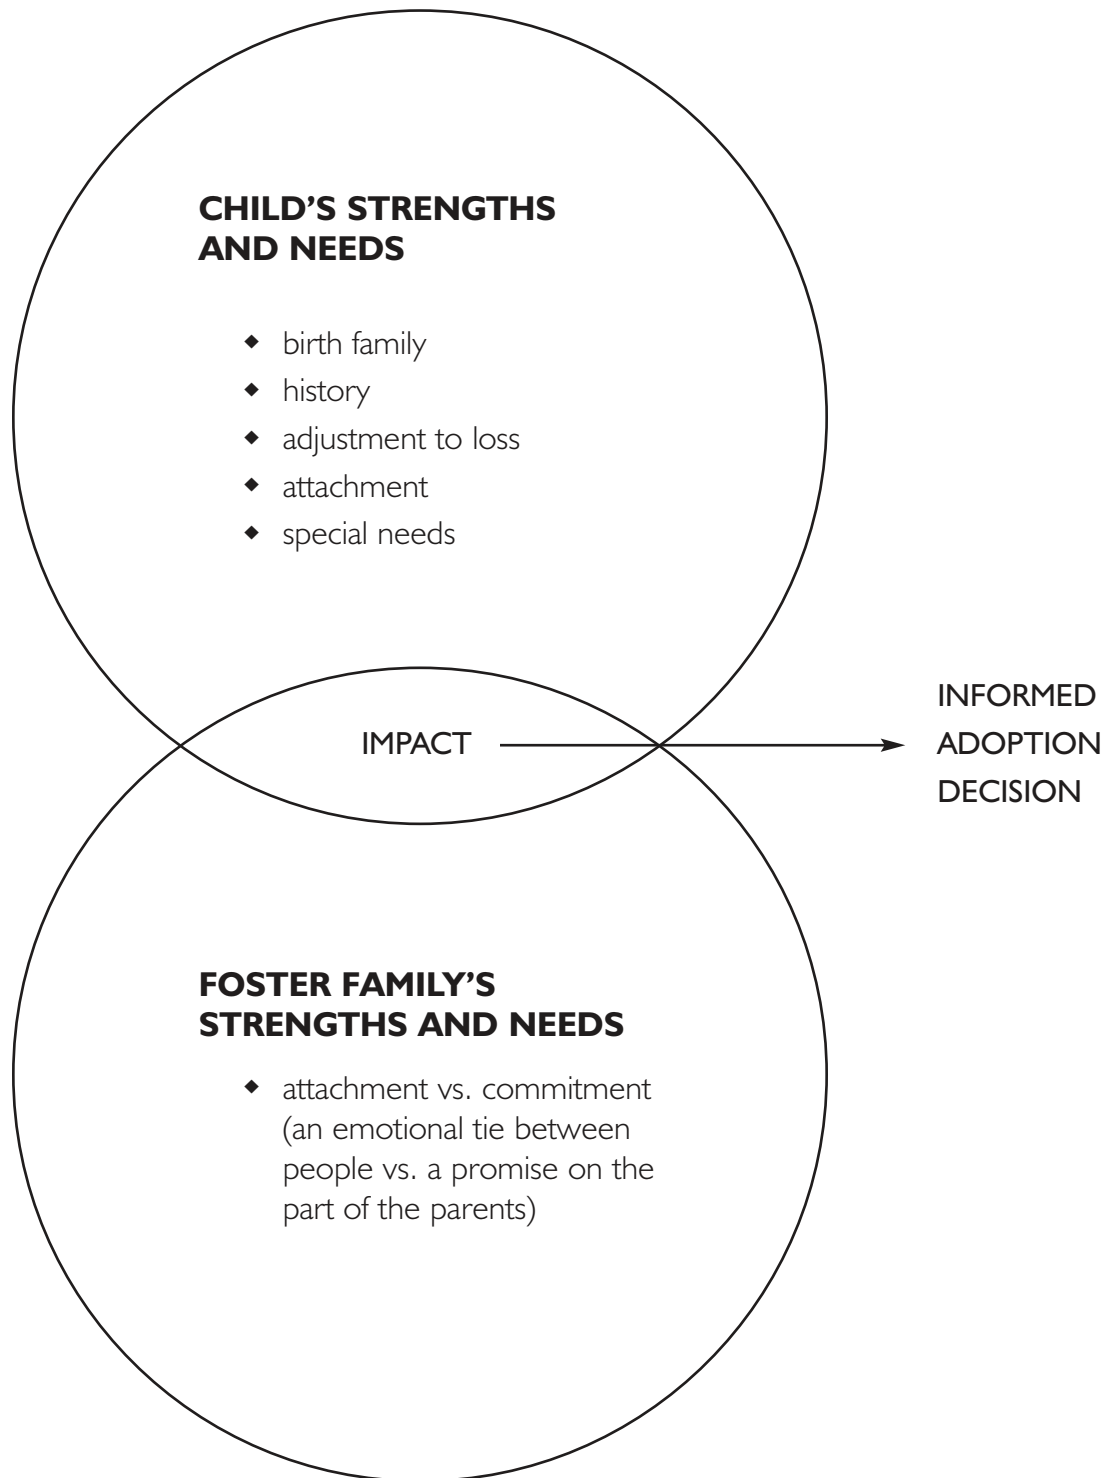 CHILD’S STRENGTHS
AND NEEDS
◆ birth family
◆ history
◆ adjustment to loss
◆ attachment
◆ special needs
IMPACT
INFORMED
ADOPTION
DECISION
FOSTER FAMILY’S
STRENGTHS AND NEEDS
◆ attachment vs. commitment
(an emotional tie between
people vs. a promise on the
part of the parents)